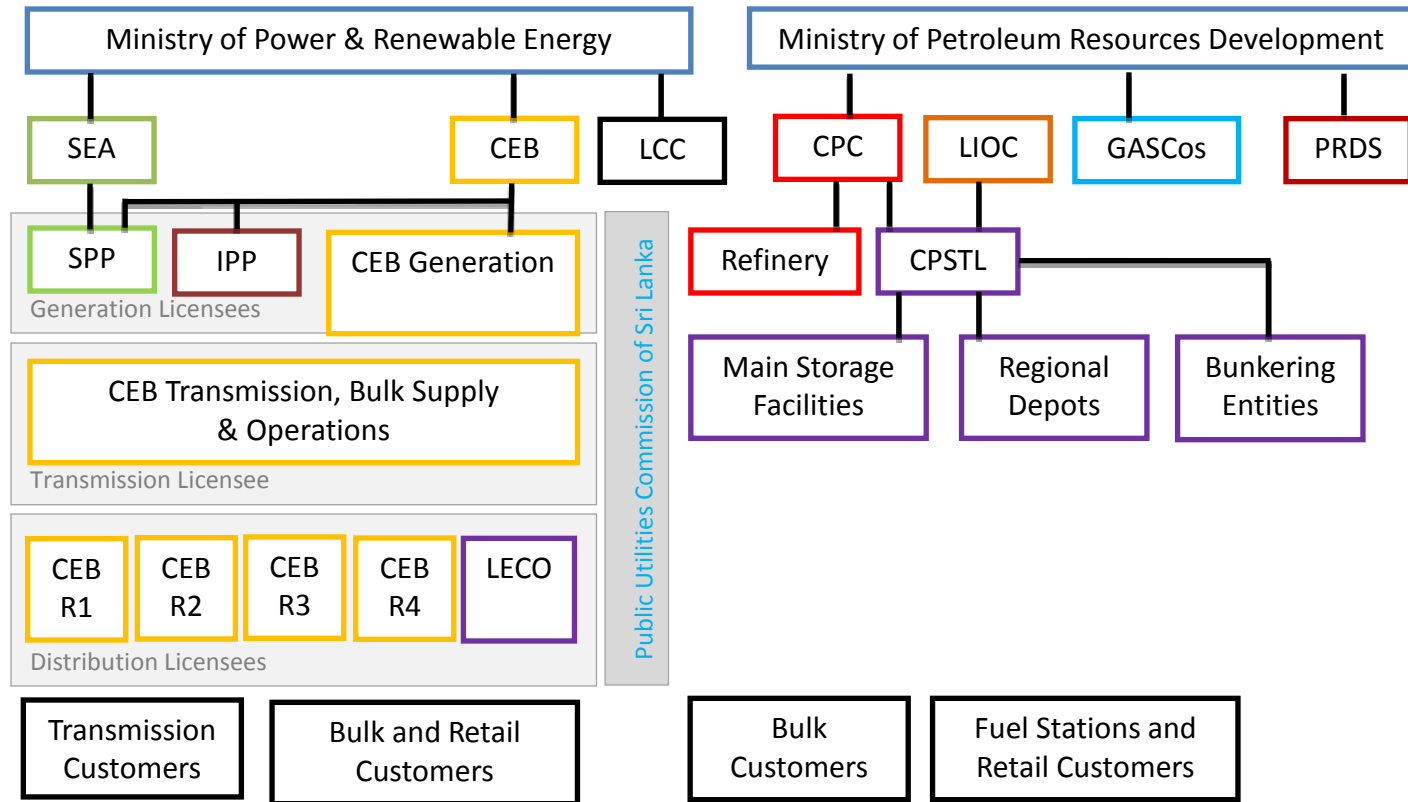 Ministry of Power & Renewable Energy
Ministry of Petroleum Resources Development
SEA
CEB
LCC
CPC
LIOC
GASCos
PRDS
SPP
IPP
CEB Generation
Generation Licensees
Refinery
CPSTL
Public Utilities Commission of Sri Lanka
Main Storage
Facilities
Regional
Depots
Bunkering
Entities
CEB Transmission, Bulk Supply
& Operations
Transmission Licensee
CEB
R1
CEB
R2
CEB
R3
CEB
R4
LECO
Distribution Licensees
Transmission
Customers
Bulk and Retail
Customers
Bulk
Customers
Fuel Stations and
Retail Customers